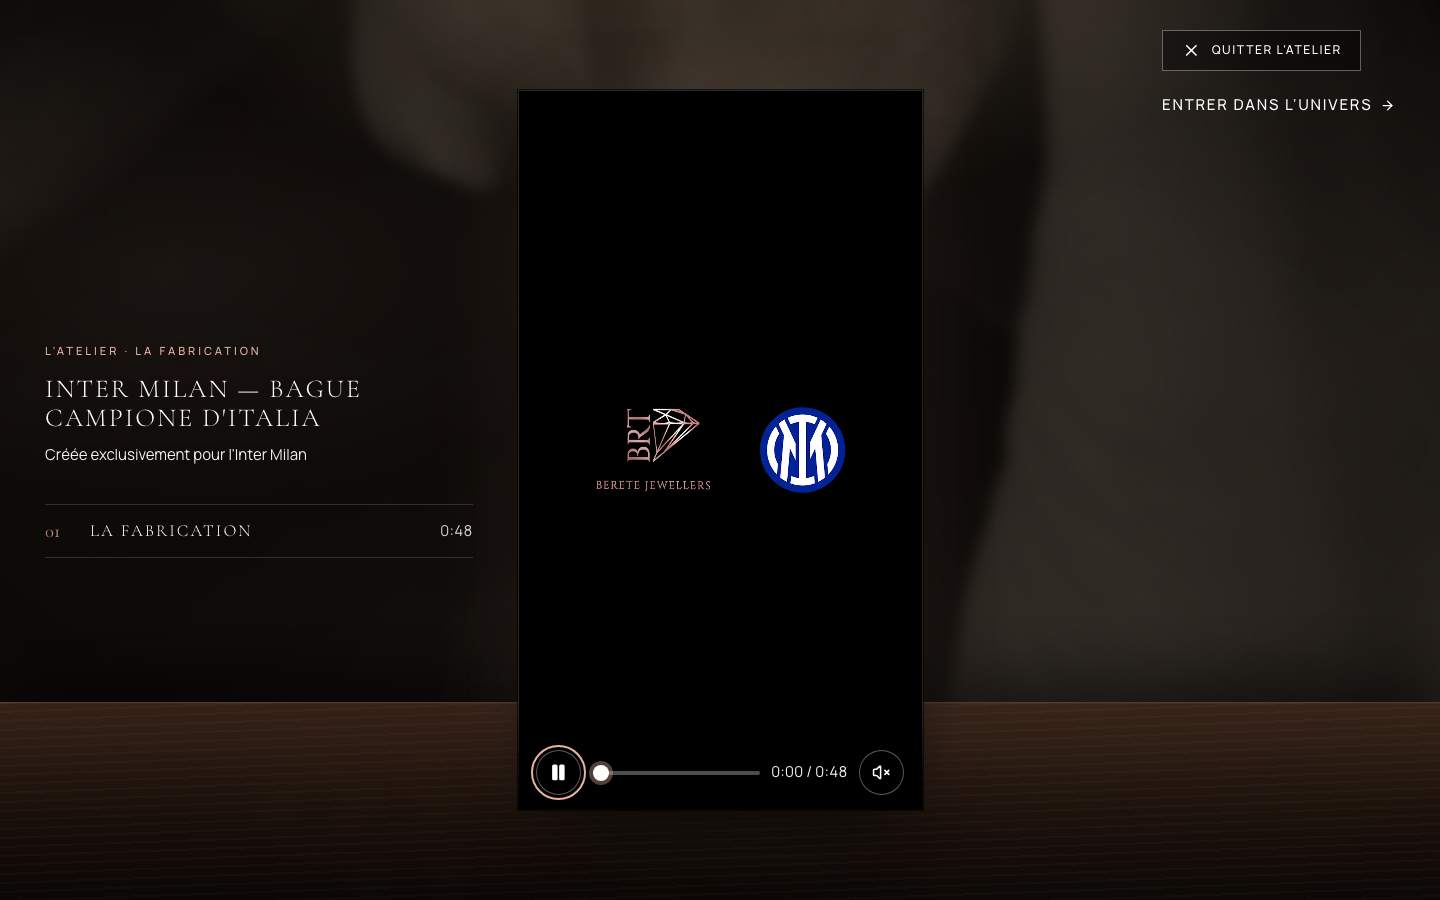 QUITTER L'ATELIER
ENTRER DANS L'UNIVERS →
L'ATELIER · LA FABRICATION
INTER MILAN — BAGUE
CAMPIONE D'ITALIA
Créée exclusivement pour l'Inter Milan
01 LA FABRICATION 0:48
BRT
BERETE JEWELLERS
IM
0:00 / 0:48